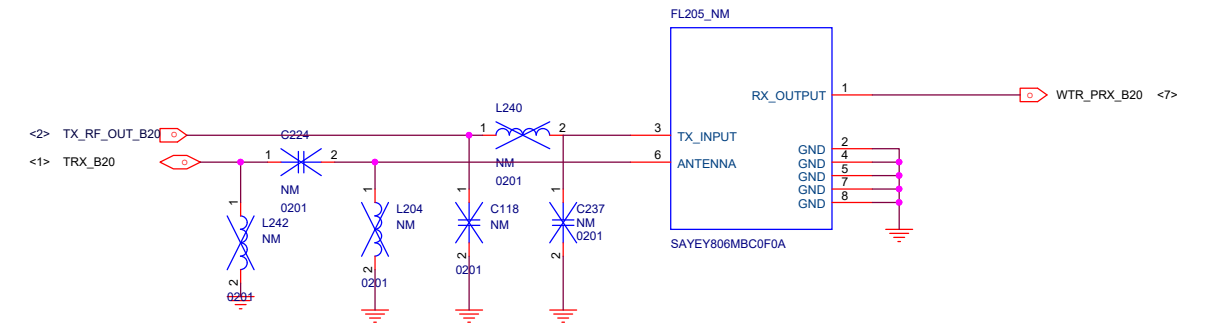 FL205_NM
1
RX_OUTPUT
WTR_PRX_B20 <7>
L240
<2> TX_RF_OUT_B20
C224
1
2
3
TX_INPUT
2
GND
<1> TRX_B20
1
2
6
ANTENNA
4
GND
NM
NM
5
GND
0201
0201
7
GND
8
GND
1
1
1
1
L242
NM
L204
NM
C118
NM
C237
NM
0201
SAYEY806MBC0F0A
2
2
2
2
0201
0201
0201